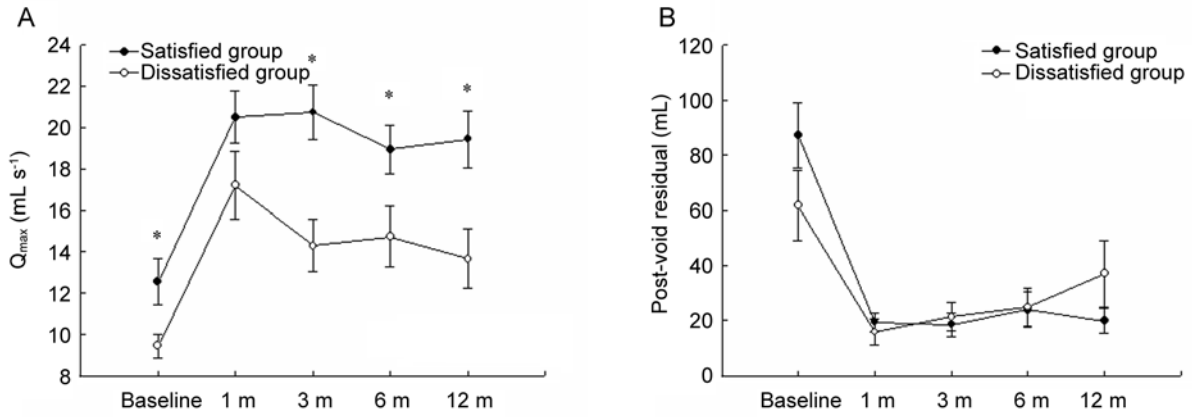 A
24
22
20
18
16
14
12
10
8
Q_max (mL s⁻¹)
Satisfied group
Dissatisfied group
*
*
*
*
Baseline 1 m 3 m 6 m 12 m
B
120
100
80
60
40
20
0
Post-void residual (mL)
Satisfied group
Dissatisfied group
Baseline 1 m 3 m 6 m 12 m